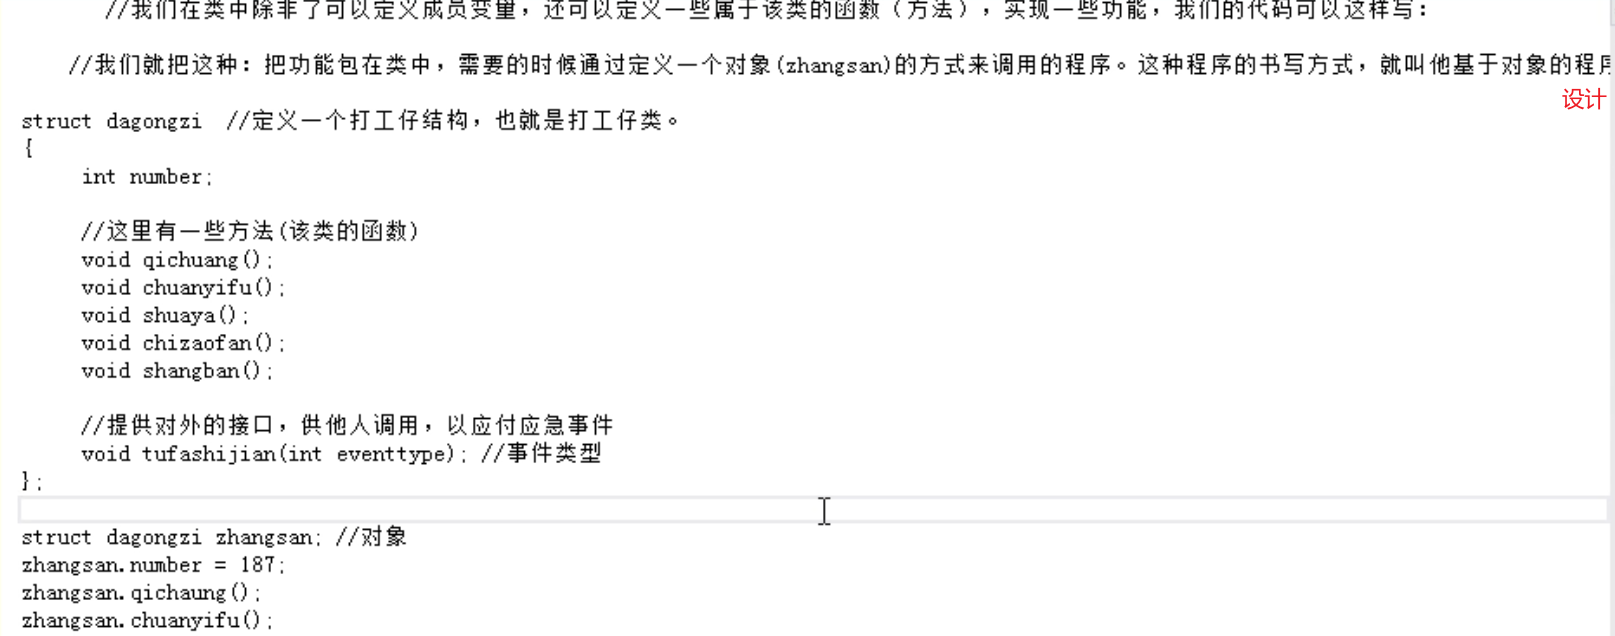 //我们在类中除非了可以定义成员变量，还可以定义一些属于该类的函数（方法），实现一些功能，我们的代码可以这样写：
//我们就把这种：把功能包在类中，需要的时候通过定义一个对象(zhangsan)的方式来调用的程序。这种程序的书写方式，就叫他基于对象的程序
设计
struct dagongzi //定义一个打工仔结构，也就是打工仔类。
{
int number;
//这里有一些方法(该类的函数)
void qichuang();
void chuanyifu();
void shuaya();
void chizaofan();
void shangban();
//提供对外的接口，供他人调用，以应付应急事件
void tufashijian(int eventtype); //事件类型
};
struct dagongzi zhangsan; //对象
zhangsan.number = 187;
zhangsan.qichaung();
zhangsan.chuanyifu();